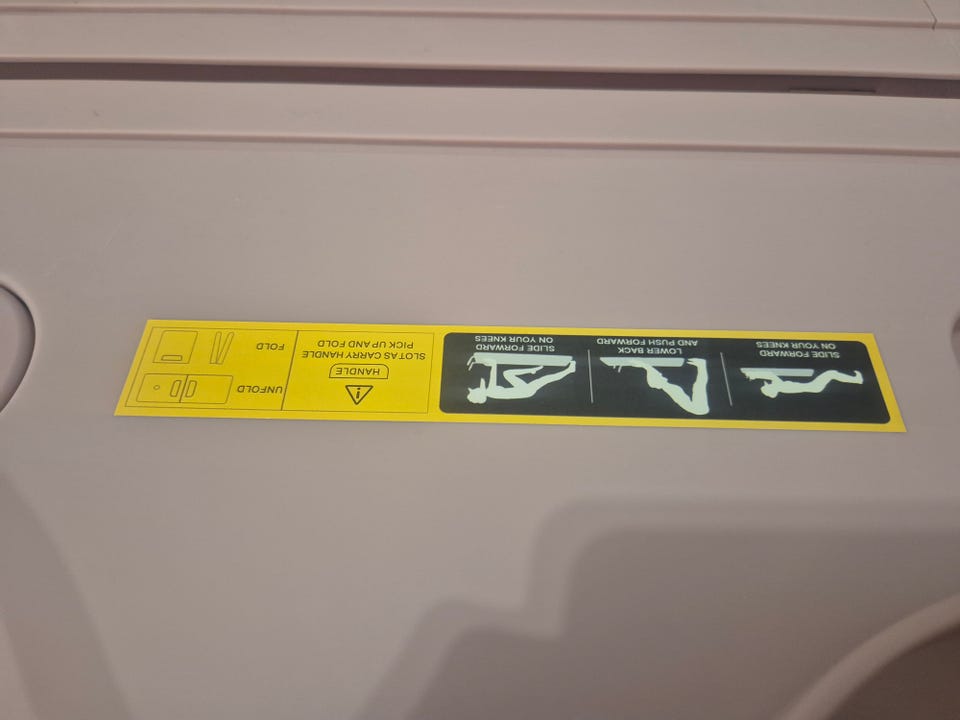 SLIDE FORWARD
ON YOUR KNEES
LOWER BACK
AND PUSH FORWARD
SLIDE FORWARD
ON YOUR KNEES
HANDLE
SLOT AS CARRY HANDLE
PICK UP AND FOLD
UNFOLD
FOLD